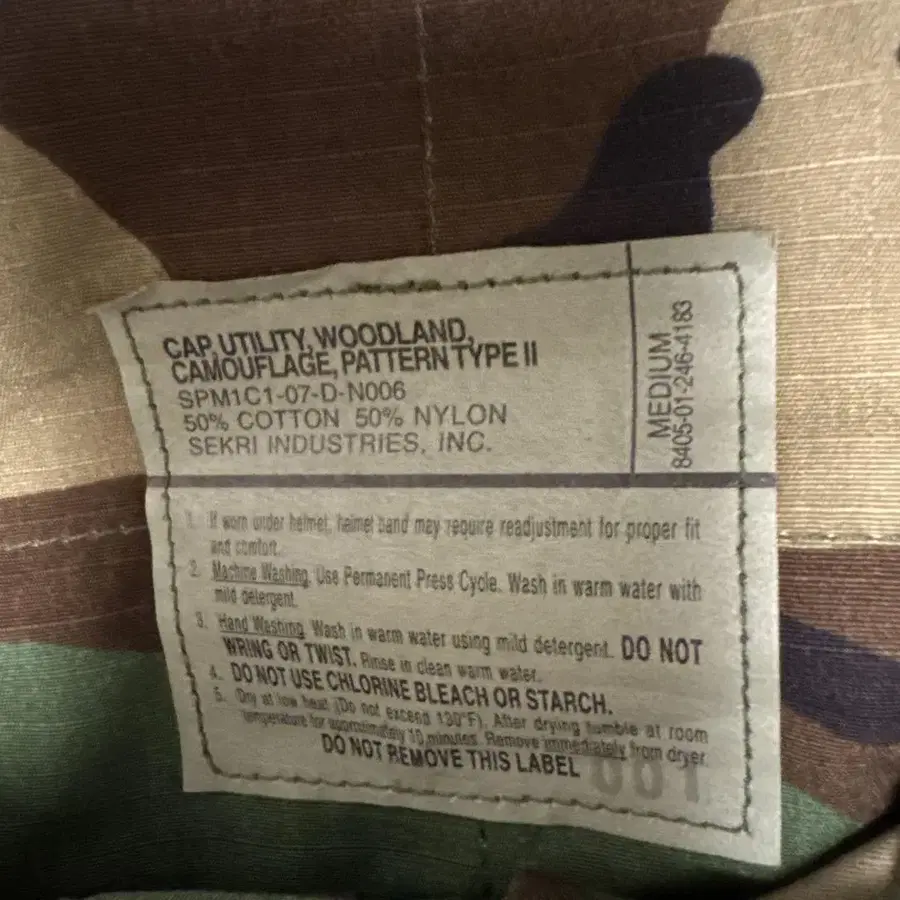 CAP, UTILITY, WOODLAND,
CAMOUFLAGE, PATTERN TYPE II
SPM1C1-07-D-N006
50% COTTON 50% NYLON
SEKRI INDUSTRIES, INC.
MEDIUM
8405-01-246-4183
1. If worn under helmet, helmet band may require readjustment for proper fit
and comfort.
2. Machine Washing. Use Permanent Press Cycle. Wash in warm water with
mild detergent.
3. Hand Washing. Wash in warm water using mild detergent. DO NOT
WRING OR TWIST. Rinse in clean warm water.
4. DO NOT USE CHLORINE BLEACH OR STARCH.
5. Dry at low heat (Do not exceed 130°F). After drying tumble at room
temperature for approximately 10 minutes. Remove immediately from dryer.
DO NOT REMOVE THIS LABEL
001